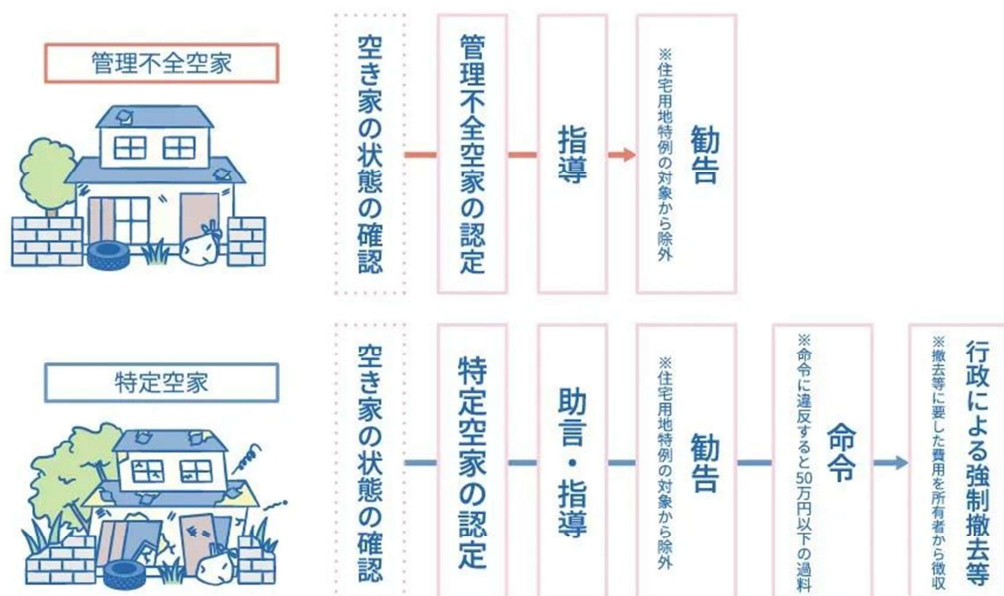 管理不全空家
空き家の状態の確認
管理不全空家の認定
指導
勧告
※住宅用地特例の対象から除外
特定空家
空き家の状態の確認
特定空家の認定
助言・指導
勧告
※住宅用地特例の対象から除外
命令
※命令に違反すると50万円以下の過料
行政による強制撤去等
※撤去等に要した費用を所有者から徴収